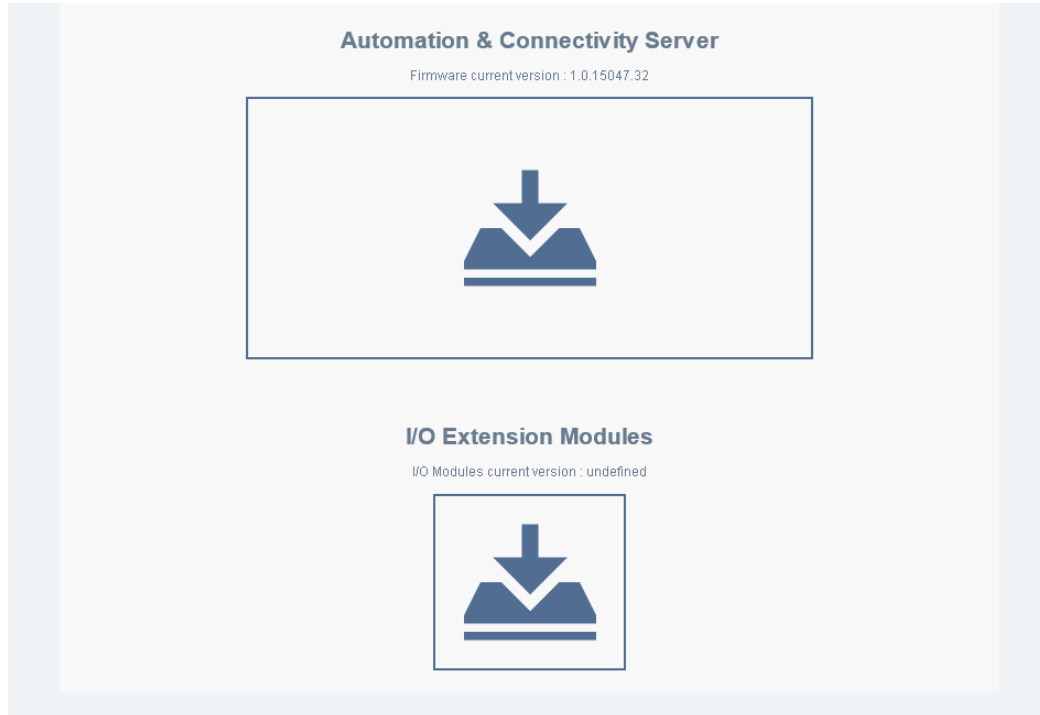 Automation & Connectivity Server
Firmware current version : 1.0.15047.32
I/O Extension Modules
I/O Modules current version : undefined